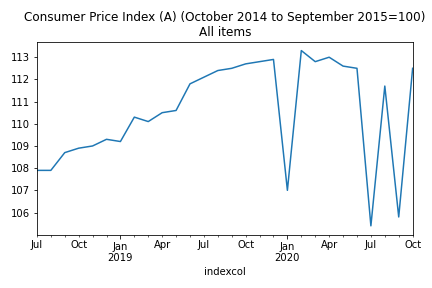 Consumer Price Index (A) (October 2014 to September 2015=100)
All items
113
112
111
110
109
108
107
106
Jul Oct Jan Apr Jul Oct Jan Apr Jul Oct
2019 2020
indexcol